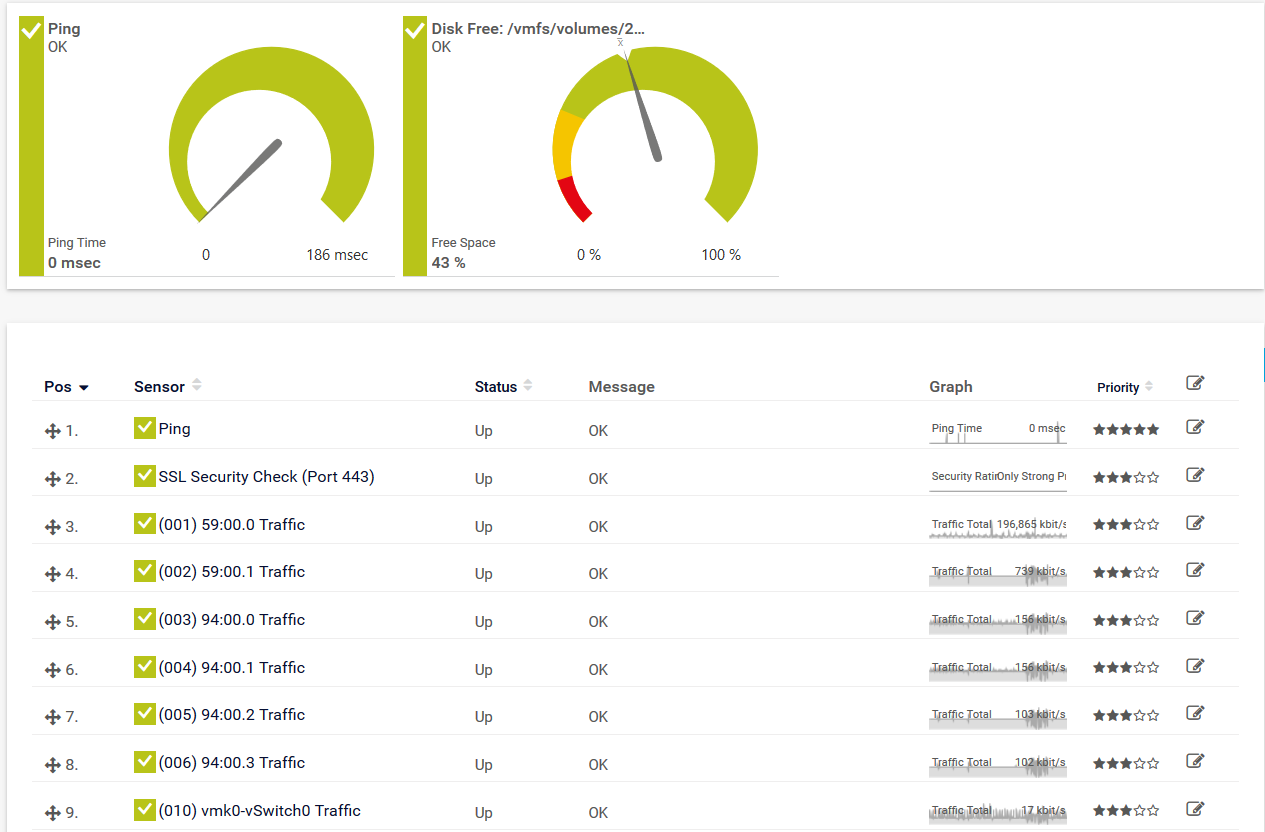 Ping
OK
Ping Time
0 msec
0
186 msec
Disk Free: /vmfs/volumes/2...
OK
x̄
Free Space
43 %
0 %
100 %
Pos Sensor Status Message Graph Priority
1. Ping Up OK Ping Time 0 msec
2. SSL Security Check (Port 443) Up OK Security Ratin Only Strong Pr
3. (001) 59:00.0 Traffic Up OK Traffic Total 196,865 kbit/s
4. (002) 59:00.1 Traffic Up OK Traffic Total 739 kbit/s
5. (003) 94:00.0 Traffic Up OK Traffic Total 156 kbit/s
6. (004) 94:00.1 Traffic Up OK Traffic Total 156 kbit/s
7. (005) 94:00.2 Traffic Up OK Traffic Total 103 kbit/s
8. (006) 94:00.3 Traffic Up OK Traffic Total 102 kbit/s
9. (010) vmk0-vSwitch0 Traffic Up OK Traffic Total 17 kbit/s